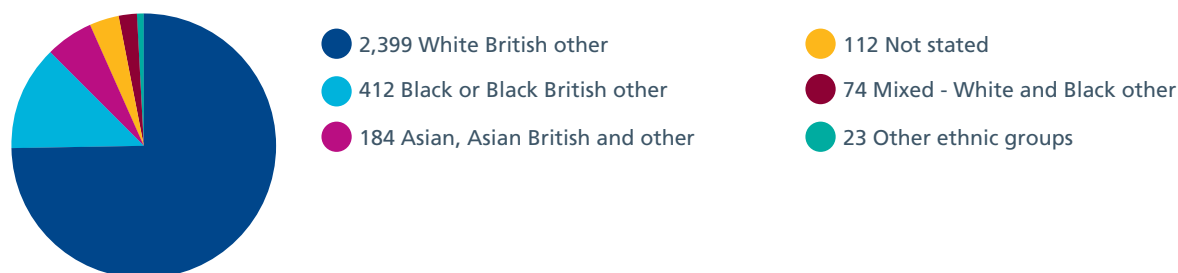 2,399 White British other
412 Black or Black British other
184 Asian, Asian British and other
112 Not stated
74 Mixed - White and Black other
23 Other ethnic groups